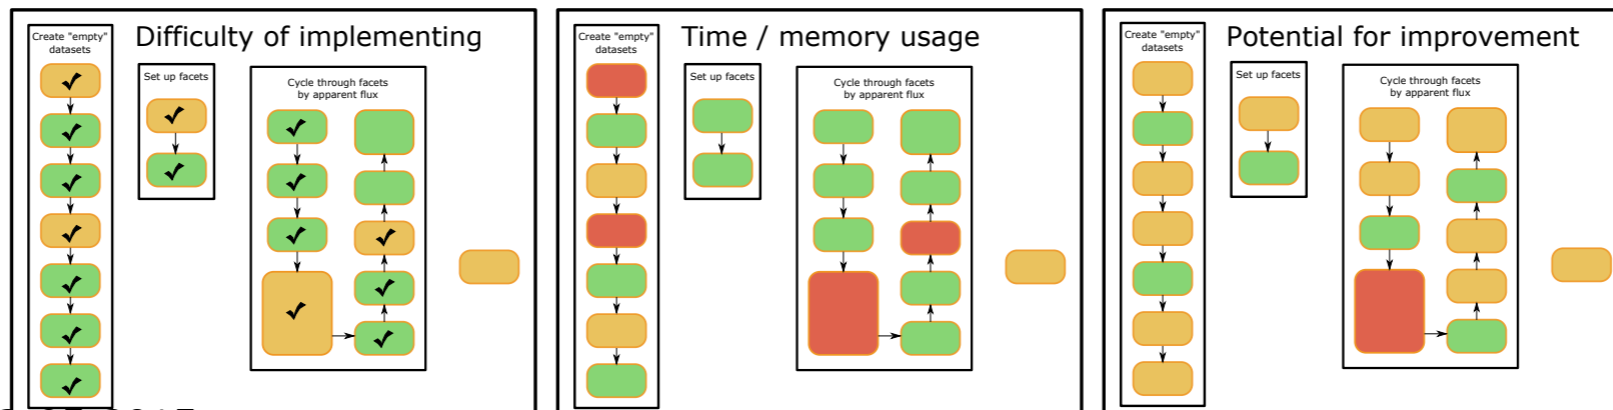 Create "empty"
datasets
Difficulty of implementing
Set up facets
Cycle through facets
by apparent flux
Create "empty"
datasets
Time / memory usage
Set up facets
Cycle through facets
by apparent flux
Create "empty"
datasets
Potential for improvement
Set up facets
Cycle through facets
by apparent flux